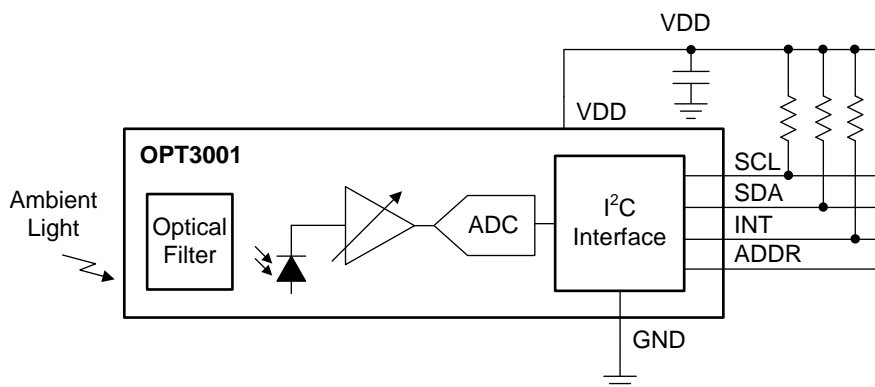 VDD
VDD
OPT3001
SCL
SDA
INT
ADDR
Ambient
Light
Optical
Filter
ADC
I²C
Interface
GND